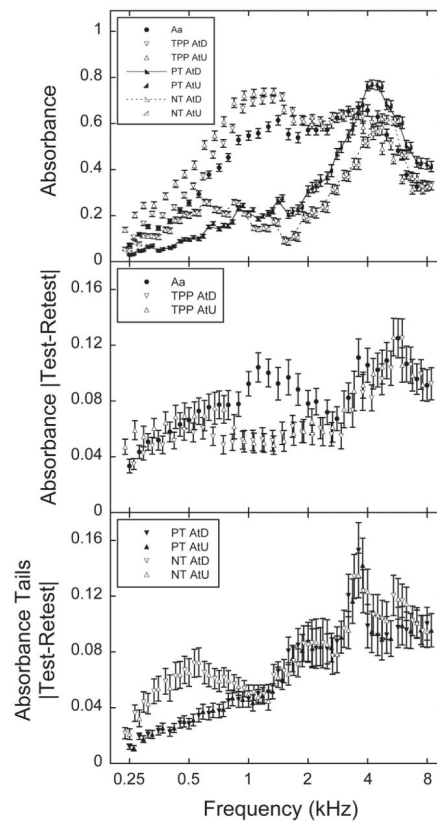 1
0.8
0.6
0.4
0.2
0
Absorbance
Aa
TPP AtD
TPP AtU
PT AtD
PT AtU
NT AtD
NT AtU
0.16
0.12
0.08
0.04
0
Absorbance |Test-Retest|
Aa
TPP AtD
TPP AtU
0.16
0.12
0.08
0.04
0
Absorbance Tails
|Test-Retest|
PT AtD
PT AtU
NT AtD
NT AtU
0.25 0.5 1 2 4 8
Frequency (kHz)